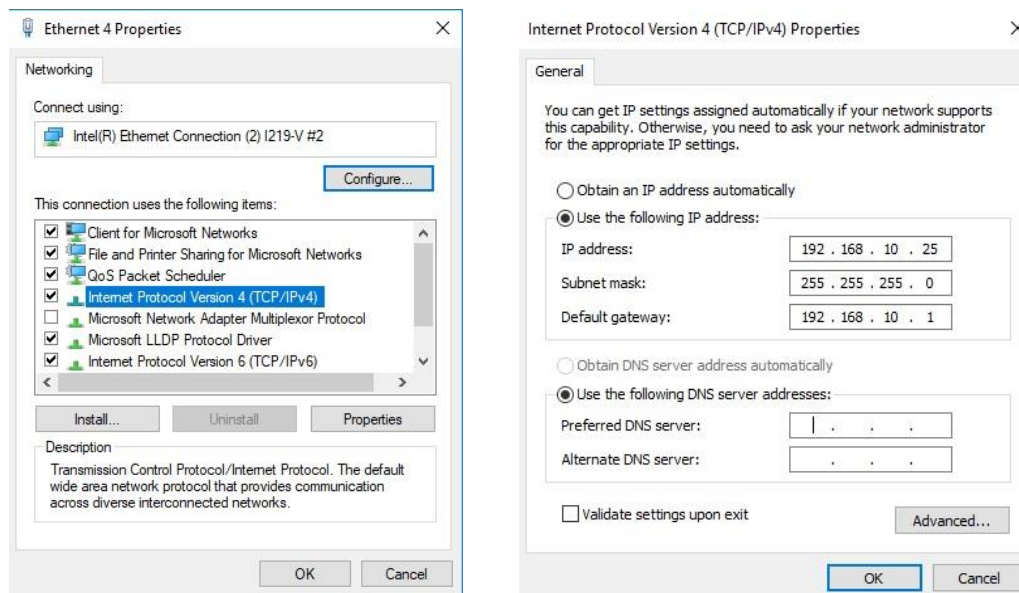 Ethernet 4 Properties
Networking
Connect using:
Intel(R) Ethernet Connection (2) I219-V #2
Configure...
This connection uses the following items:
Client for Microsoft Networks
File and Printer Sharing for Microsoft Networks
QoS Packet Scheduler
Internet Protocol Version 4 (TCP/IPv4)
Microsoft Network Adapter Multiplexor Protocol
Microsoft LLDP Protocol Driver
Internet Protocol Version 6 (TCP/IPv6)
Install...
Uninstall
Properties
Description
Transmission Control Protocol/Internet Protocol. The default
wide area network protocol that provides communication
across diverse interconnected networks.
OK
Cancel
Internet Protocol Version 4 (TCP/IPv4) Properties
General
You can get IP settings assigned automatically if your network supports
this capability. Otherwise, you need to ask your network administrator
for the appropriate IP settings.
Obtain an IP address automatically
Use the following IP address:
IP address: 192 . 168 . 10 . 25
Subnet mask: 255 . 255 . 255 . 0
Default gateway: 192 . 168 . 10 . 1
Obtain DNS server address automatically
Use the following DNS server addresses:
Preferred DNS server: . . .
Alternate DNS server: . . .
Validate settings upon exit
Advanced...
OK
Cancel